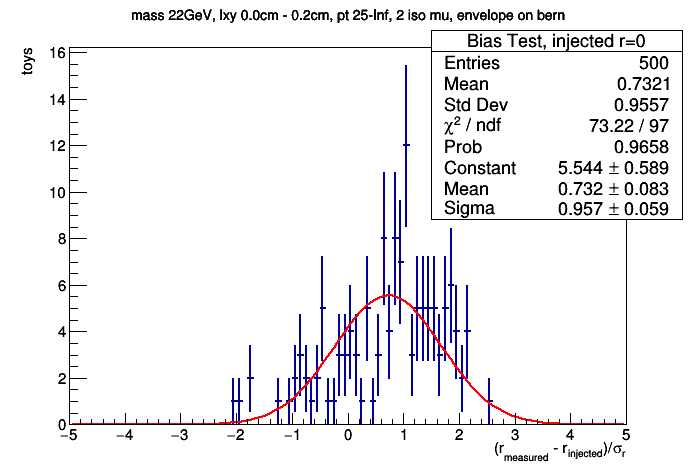 mass 22GeV, lxy 0.0cm - 0.2cm, pt 25-Inf, 2 iso mu, envelope on bern
Bias Test, injected r=0
Entries 500
Mean 0.7321
Std Dev 0.9557
χ² / ndf 73.22 / 97
Prob 0.9658
Constant 5.544 ± 0.589
Mean 0.732 ± 0.083
Sigma 0.957 ± 0.059
toys
16
14
12
10
8
6
4
2
0
−5 −4 −3 −2 −1 0 1 2 3 4 5
(r_measured - r_injected)/σ_r